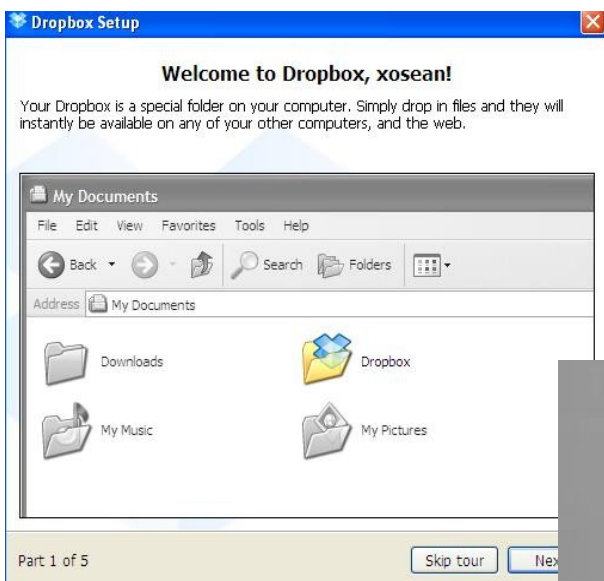 Dropbox Setup
Welcome to Dropbox, xosean!
Your Dropbox is a special folder on your computer. Simply drop in files and they will
instantly be available on any of your other computers, and the web.
My Documents
File Edit View Favorites Tools Help
Back Search Folders
Address My Documents
Downloads Dropbox
My Music My Pictures
Part 1 of 5 Skip tour